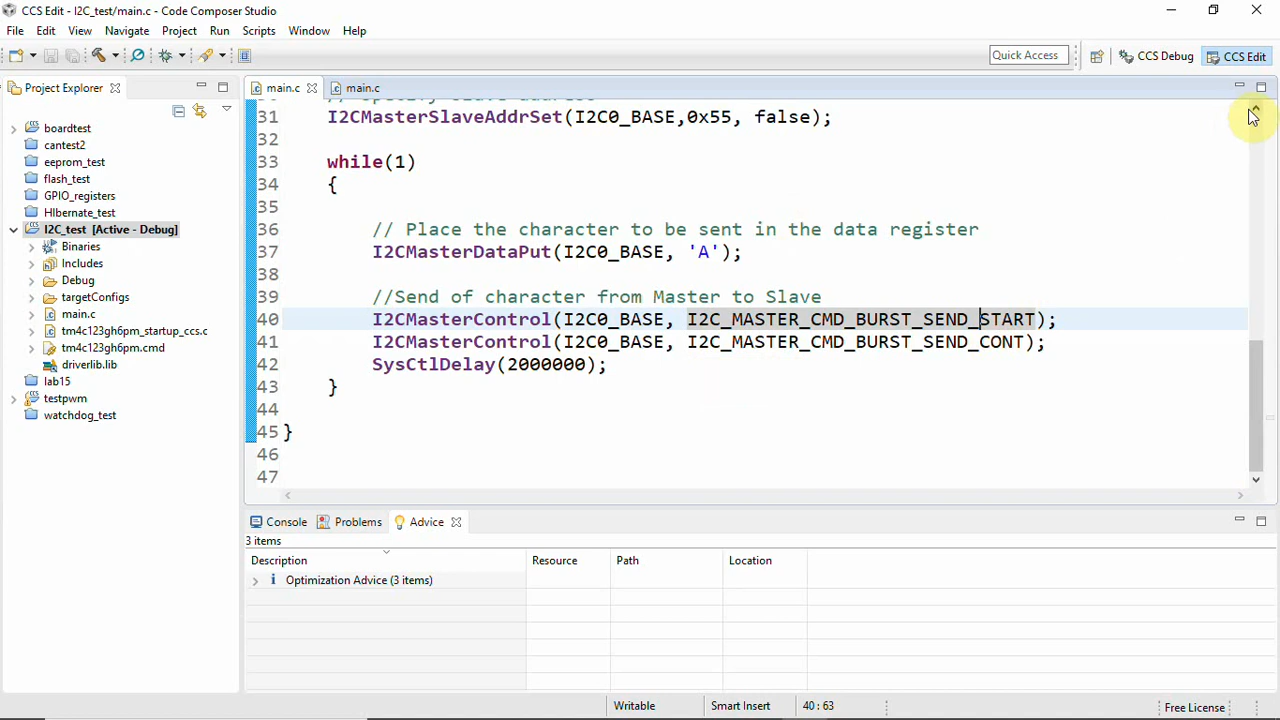 CCS Edit - I2C_test/main.c - Code Composer Studio
File Edit View Navigate Project Run Scripts Window Help
Quick Access CCS Debug CCS Edit
Project Explorer
boardtest
cantest2
eeprom_test
flash_test
GPIO_registers
HIbernate_test
I2C_test [Active - Debug]
Binaries
Includes
Debug
targetConfigs
main.c
tm4c123gh6pm_startup_ccs.c
tm4c123gh6pm.cmd
driverlib.lib
lab15
testpwm
watchdog_test
main.c main.c
31 I2CMasterSlaveAddrSet(I2C0_BASE,0x55, false);
32
33 while(1)
34 {
35
36 // Place the character to be sent in the data register
37 I2CMasterDataPut(I2C0_BASE, 'A');
38
39 //Send of character from Master to Slave
40 I2CMasterControl(I2C0_BASE, I2C_MASTER_CMD_BURST_SEND_START);
41 I2CMasterControl(I2C0_BASE, I2C_MASTER_CMD_BURST_SEND_CONT);
42 SysCtlDelay(2000000);
43 }
44
45 }
46
47
Console Problems Advice
3 items
Description Resource Path Location
Optimization Advice (3 items)
Writable Smart Insert 40 : 63 Free License